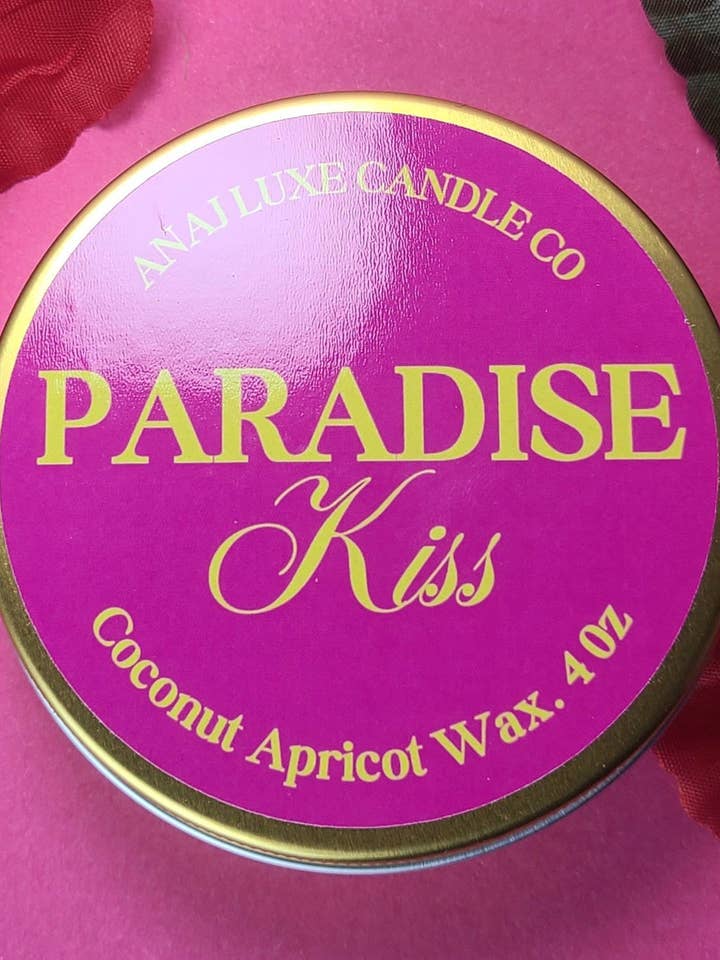 ANAJ LUXE CANDLE CO
PARADISE
Kiss
Coconut Apricot Wax. 4 Oz